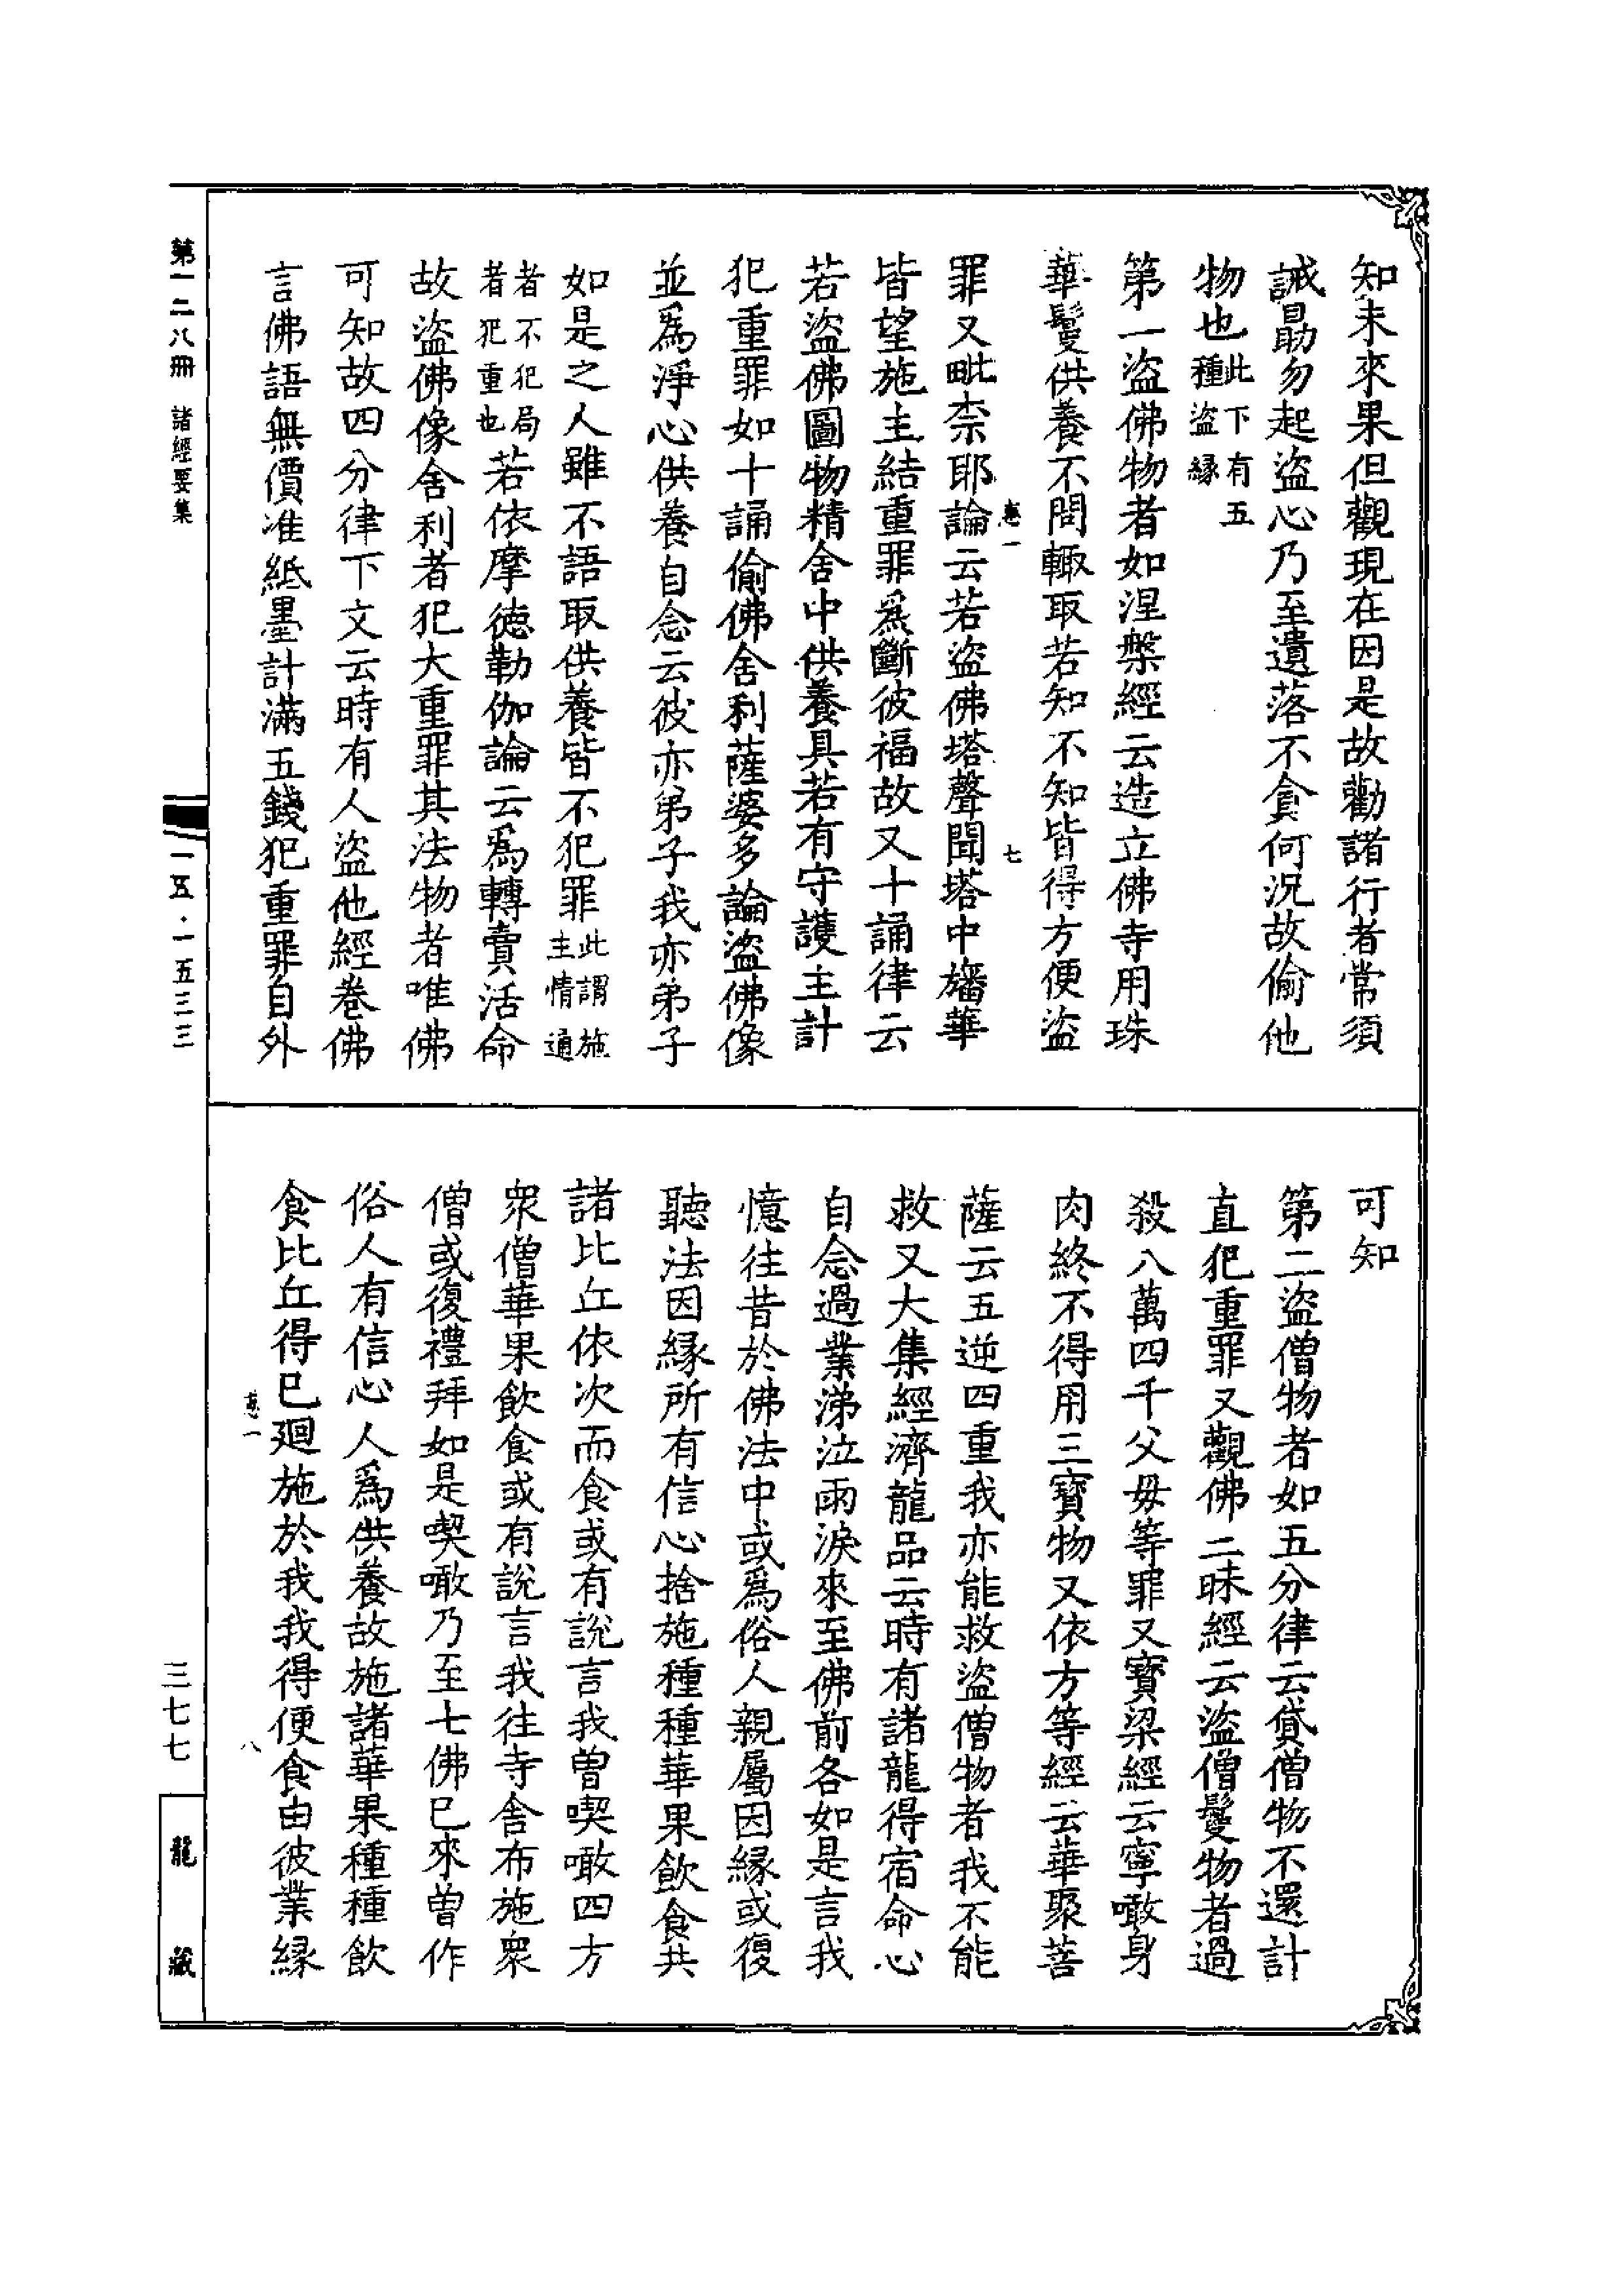 知未來果但觀現在因是故勸諸行者常須
誡勗勿起盜心乃至遺落不貪何況故偷他
物也此下有五種盜緣
第一盜佛物者如涅槃經云造立佛寺用珠
華鬘供養不問輙取若知不知皆得方便盜
罪又毗柰耶論云若盜佛塔聲聞塔中旛華
皆望施主結重罪爲斷彼福故又十誦律云
若盜佛圖物精舍中供養具若有守護主計
犯重罪如十誦偷佛舍利薩婆多論盜佛像
並爲淨心供養自念云彼亦弟子我亦弟子
如是之人雖不語取供養皆不犯罪此謂施主情通
者不犯局者犯重也若依摩德勒伽論云爲轉賣活命
故盜佛像舍利者犯大重罪其法物者唯佛
可知故四分律下文云時有人盜他經卷佛
言佛語無價准紙墨計滿五錢犯重罪自外
可知
第二盜僧物者如五分律云貸僧物不還計
直犯重罪又觀佛三昧經云盜僧鬘物者過
殺八萬四千父母等罪又寶梁經云寧噉身
肉終不得用三寶物又依方等經云華聚菩
薩云五逆四重我亦能救盜僧物者我不能
救又大集經濟龍品云時有諸龍得宿命心
自念過業涕泣雨淚來至佛前各如是言我
憶往昔於佛法中或爲俗人親屬因緣或復
聽法因緣所有信心捨施種種華果飲食共
諸比丘依次而食或有說言我曾喫噉四方
衆僧華果飲食或有說言我往寺舍布施衆
僧或復禮拜如是喫噉乃至七佛已來曾作
俗人有信心人爲供養故施諸華果種種飲
食比丘得已迴施於我我得便食由彼業緣
第一二八冊 諸經要集
一五·一五三三
三七七
龍藏
七
八